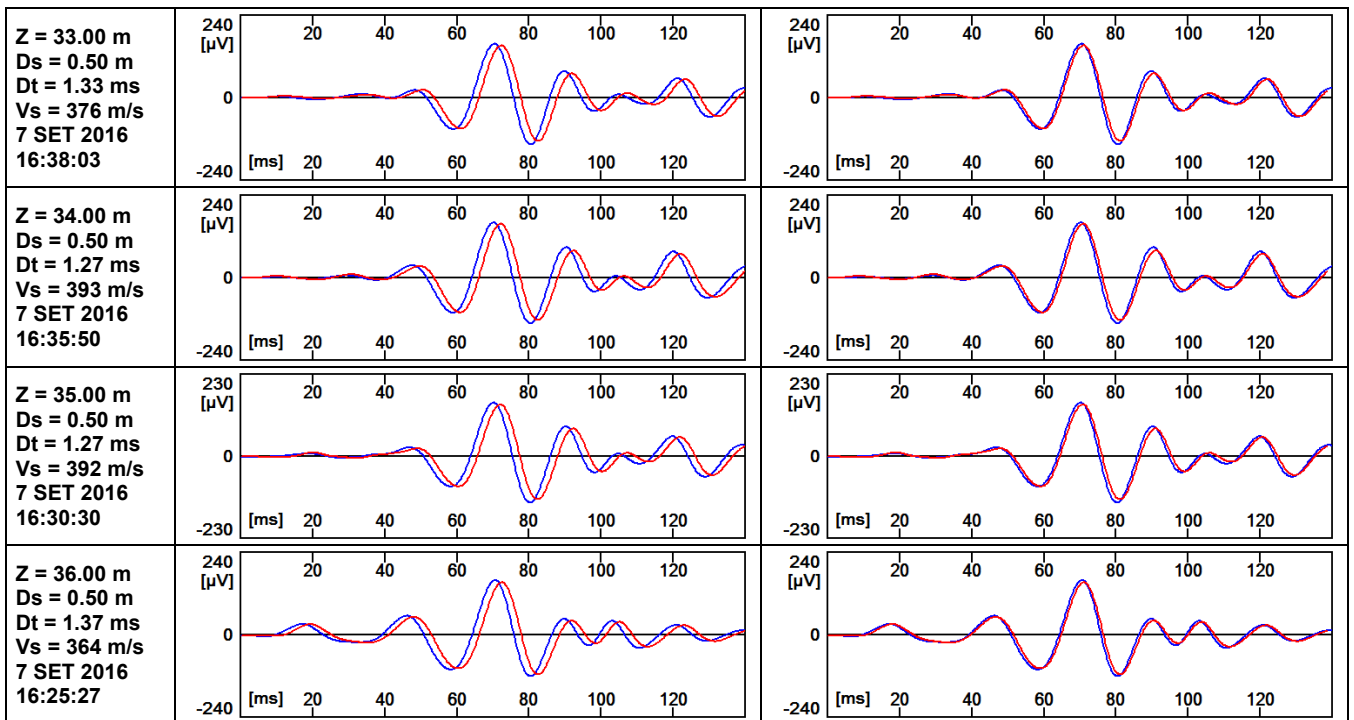 Z = 33.00 m
Ds = 0.50 m
Dt = 1.33 ms
Vs = 376 m/s
7 SET 2016
16:38:03
240 20 40 60 80 100 120
[µV]
0
-240 [ms] 20 40 60 80 100 120
240 20 40 60 80 100 120
[µV]
0
-240 [ms] 20 40 60 80 100 120
Z = 34.00 m
Ds = 0.50 m
Dt = 1.27 ms
Vs = 393 m/s
7 SET 2016
16:35:50
240 20 40 60 80 100 120
[µV]
0
-240 [ms] 20 40 60 80 100 120
240 20 40 60 80 100 120
[µV]
0
-240 [ms] 20 40 60 80 100 120
Z = 35.00 m
Ds = 0.50 m
Dt = 1.27 ms
Vs = 392 m/s
7 SET 2016
16:30:30
230 20 40 60 80 100 120
[µV]
0
-230 [ms] 20 40 60 80 100 120
230 20 40 60 80 100 120
[µV]
0
-230 [ms] 20 40 60 80 100 120
Z = 36.00 m
Ds = 0.50 m
Dt = 1.37 ms
Vs = 364 m/s
7 SET 2016
16:25:27
240 20 40 60 80 100 120
[µV]
0
-240 [ms] 20 40 60 80 100 120
240 20 40 60 80 100 120
[µV]
0
-240 [ms] 20 40 60 80 100 120